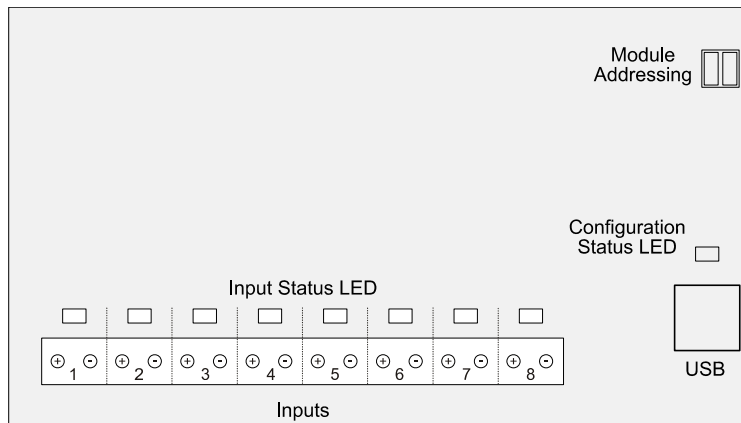 Module
Addressing
Configuration
Status LED
Input Status LED
+ - + - + - + - + - + - + - + -
1 2 3 4 5 6 7 8
USB
Inputs